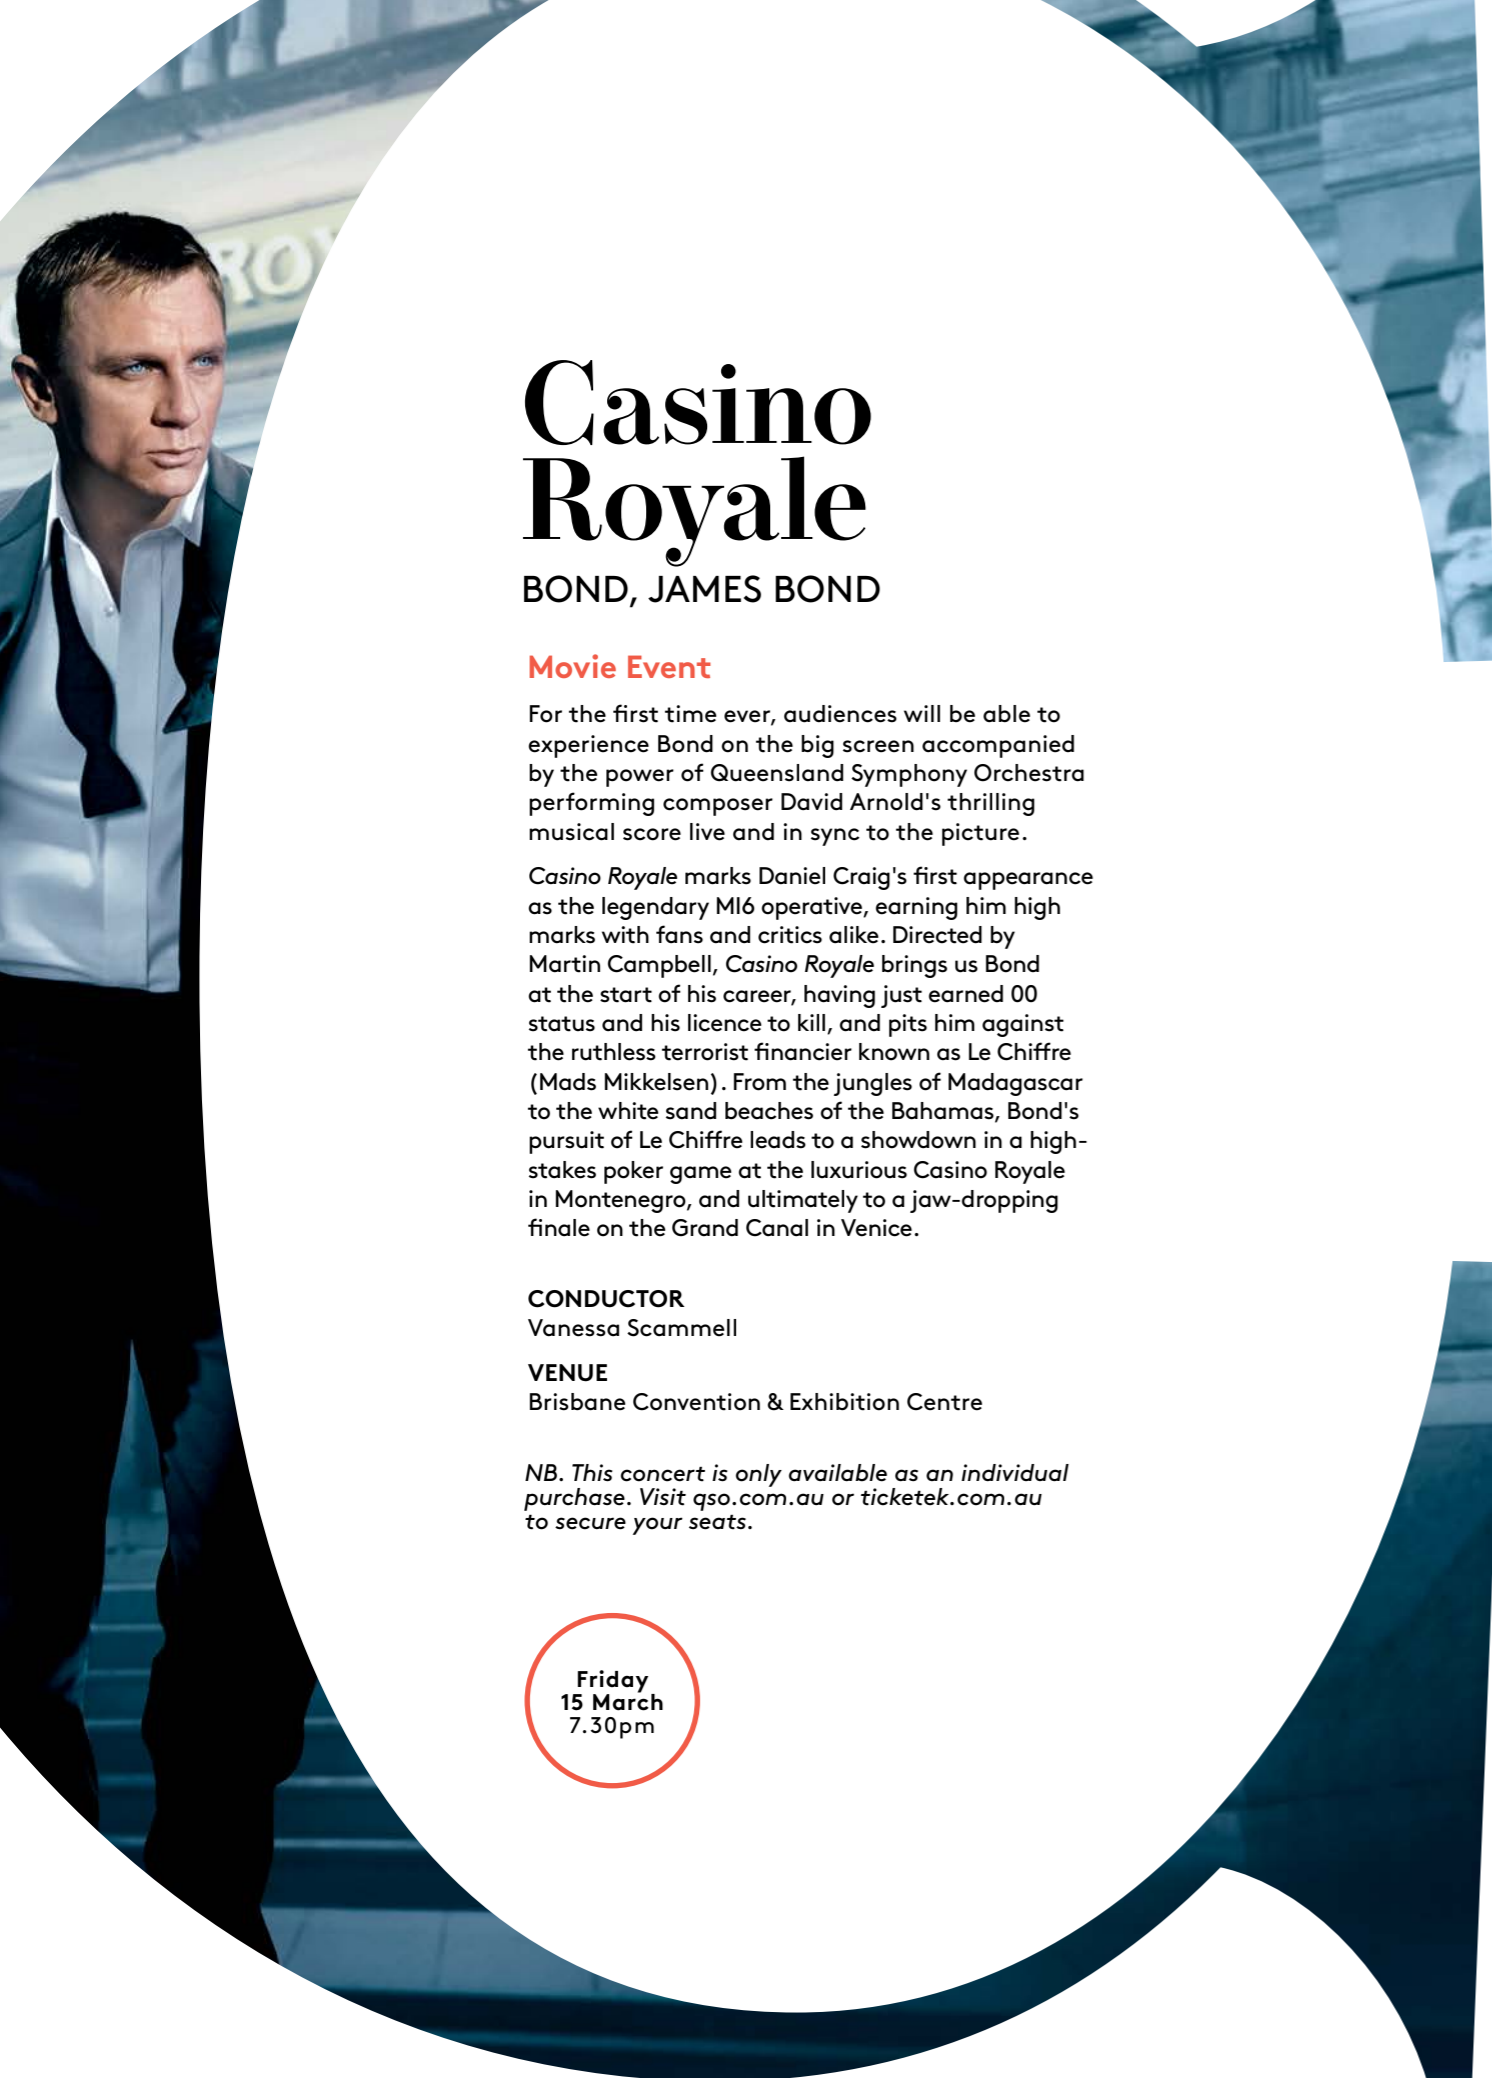 ROY
Casino
Royale
BOND, JAMES BOND
Movie Event
For the first time ever, audiences will be able to
experience Bond on the big screen accompanied
by the power of Queensland Symphony Orchestra
performing composer David Arnold's thrilling
musical score live and in sync to the picture.
Casino Royale marks Daniel Craig's first appearance
as the legendary MI6 operative, earning him high
marks with fans and critics alike. Directed by
Martin Campbell, Casino Royale brings us Bond
at the start of his career, having just earned 00
status and his licence to kill, and pits him against
the ruthless terrorist financier known as Le Chiffre
(Mads Mikkelsen). From the jungles of Madagascar
to the white sand beaches of the Bahamas, Bond's
pursuit of Le Chiffre leads to a showdown in a high-
stakes poker game at the luxurious Casino Royale
in Montenegro, and ultimately to a jaw-dropping
finale on the Grand Canal in Venice.
CONDUCTOR
Vanessa Scammell
VENUE
Brisbane Convention & Exhibition Centre
NB. This concert is only available as an individual
purchase. Visit qso.com.au or ticketek.com.au
to secure your seats.
Friday
15 March
7.30pm